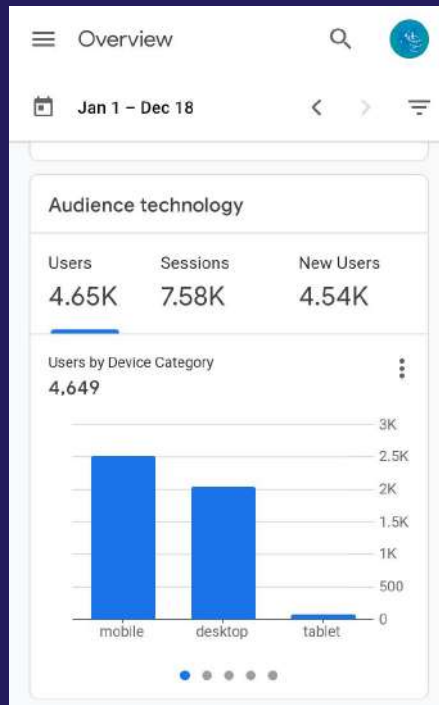 Overview
Jan 1 – Dec 18
Audience technology
Users Sessions New Users
4.65K 7.58K 4.54K
Users by Device Category
4,649
3K
2.5K
2K
1.5K
1K
500
0
mobile desktop tablet